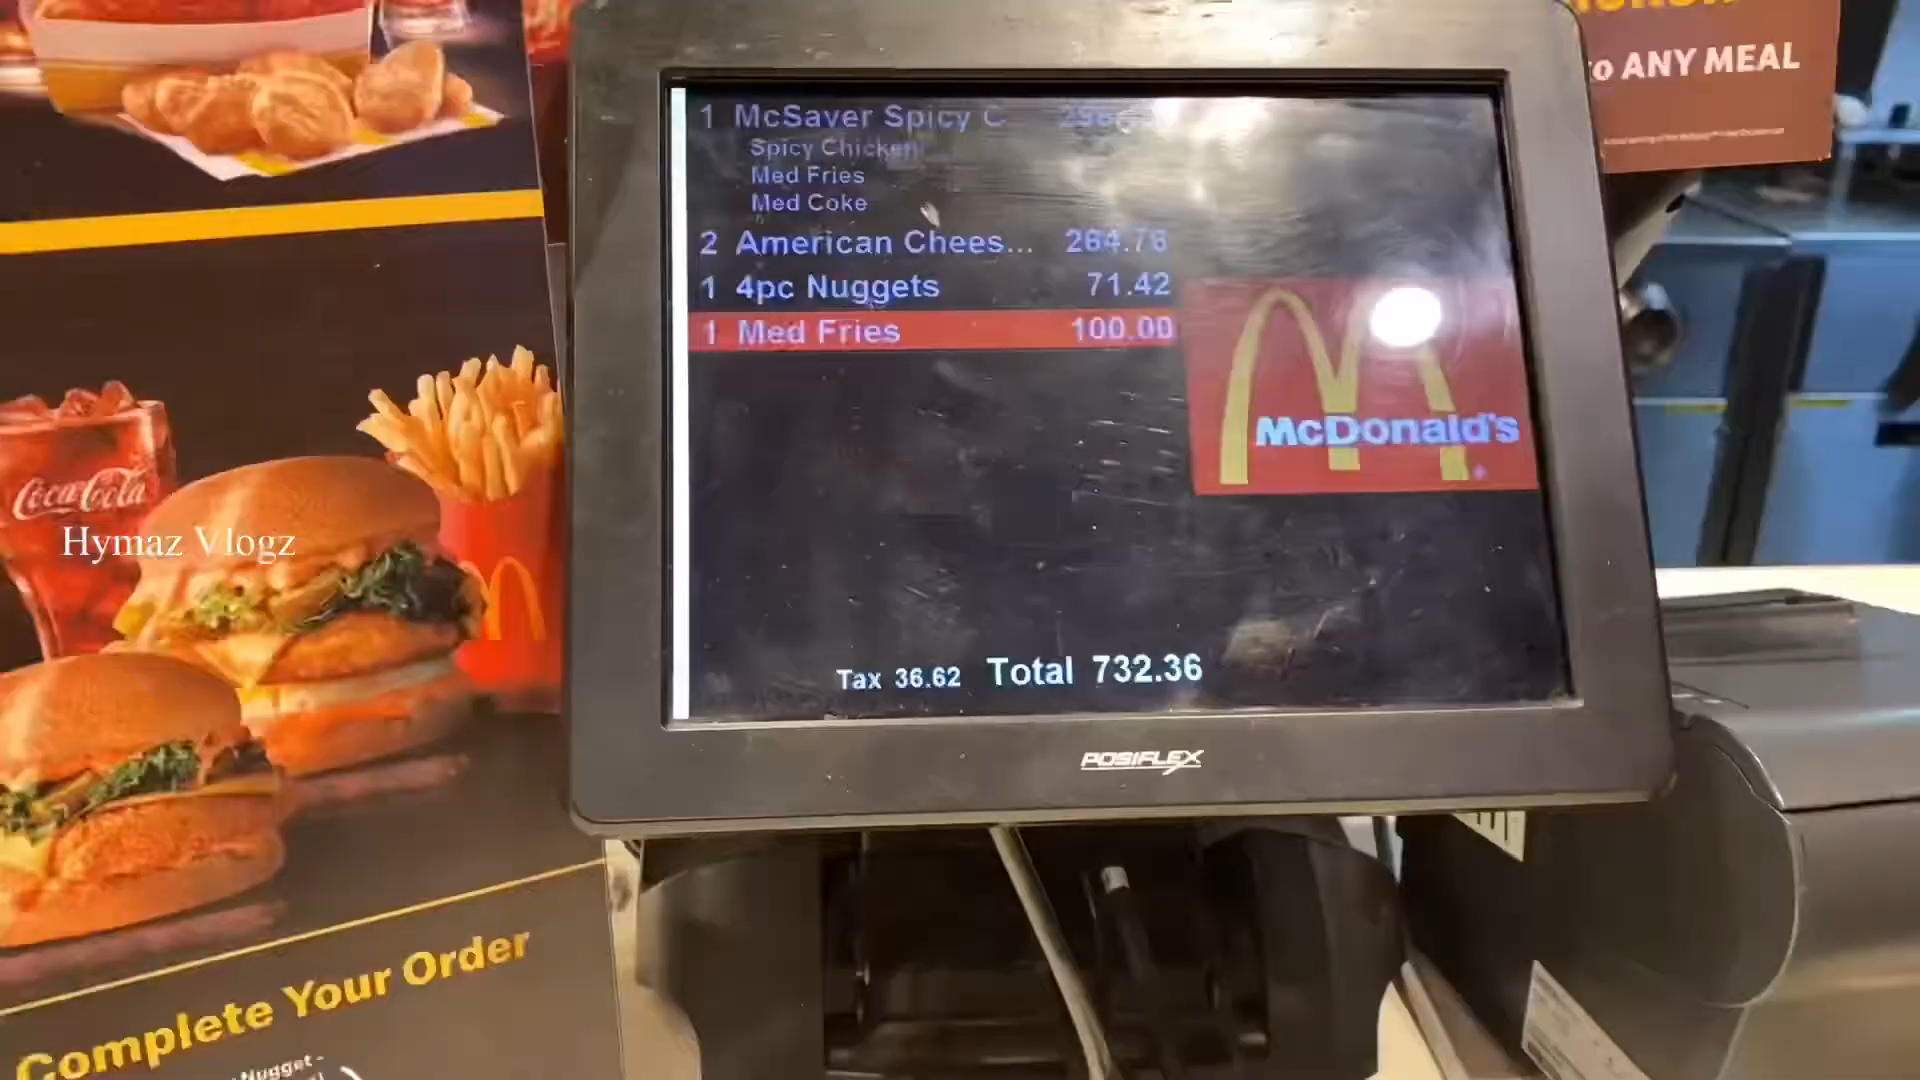 to ANY MEAL
1 McSaver Spicy C
Spicy Chicken
Med Fries
Med Coke
2 American Chees... 264.76
1 4pc Nuggets 71.42
1 Med Fries 100.00
McDonald's
Tax 36.62 Total 732.36
POSIFLEX
Coca-Cola
Hymaz Vlogz
Complete Your Order
Nugget -